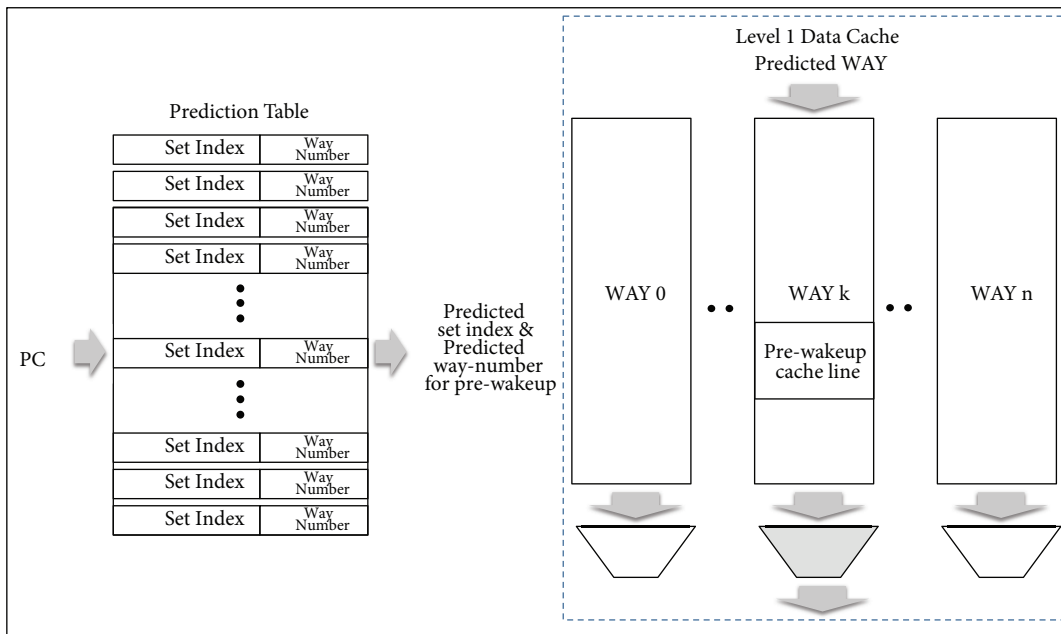 Level 1 Data Cache
Predicted WAY
Prediction Table
Set Index Way
Number
Set Index Way
Number
Set Index Way
Number
Set Index Way
Number
PC
Set Index Way
Number
Set Index Way
Number
Set Index Way
Number
Set Index Way
Number
Predicted
set index &
Predicted
way-number
for pre-wakeup
WAY 0
WAY k
WAY n
Pre-wakeup
cache line